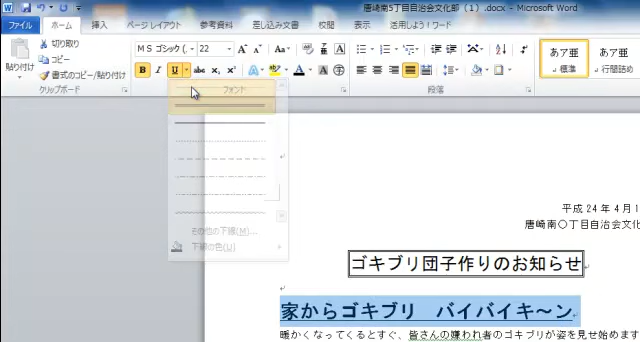 唐崎南5丁目自治会文化部（1）.docx - Microsoft Word
ファイル ホーム 挿入 ページ レイアウト 参考資料 差し込み文書 校閲 表示 活用しよう！ワード
貼り付け
切り取り
コピー
書式のコピー/貼り付け
クリップボード
ＭＳ ゴシック (
22
フォント
段落
あア亜
標準
あア亜
行間詰め
その他の下線(M)...
下線の色(U)
平成 24 年 4 月 1
唐崎南〇丁目自治会文化
ゴキブリ団子作りのお知らせ
家からゴキブリ　バイバイキ～ン
暖かくなってくるとすぐ、皆さんの嫌われ者のゴキブリが姿を見せ始めます